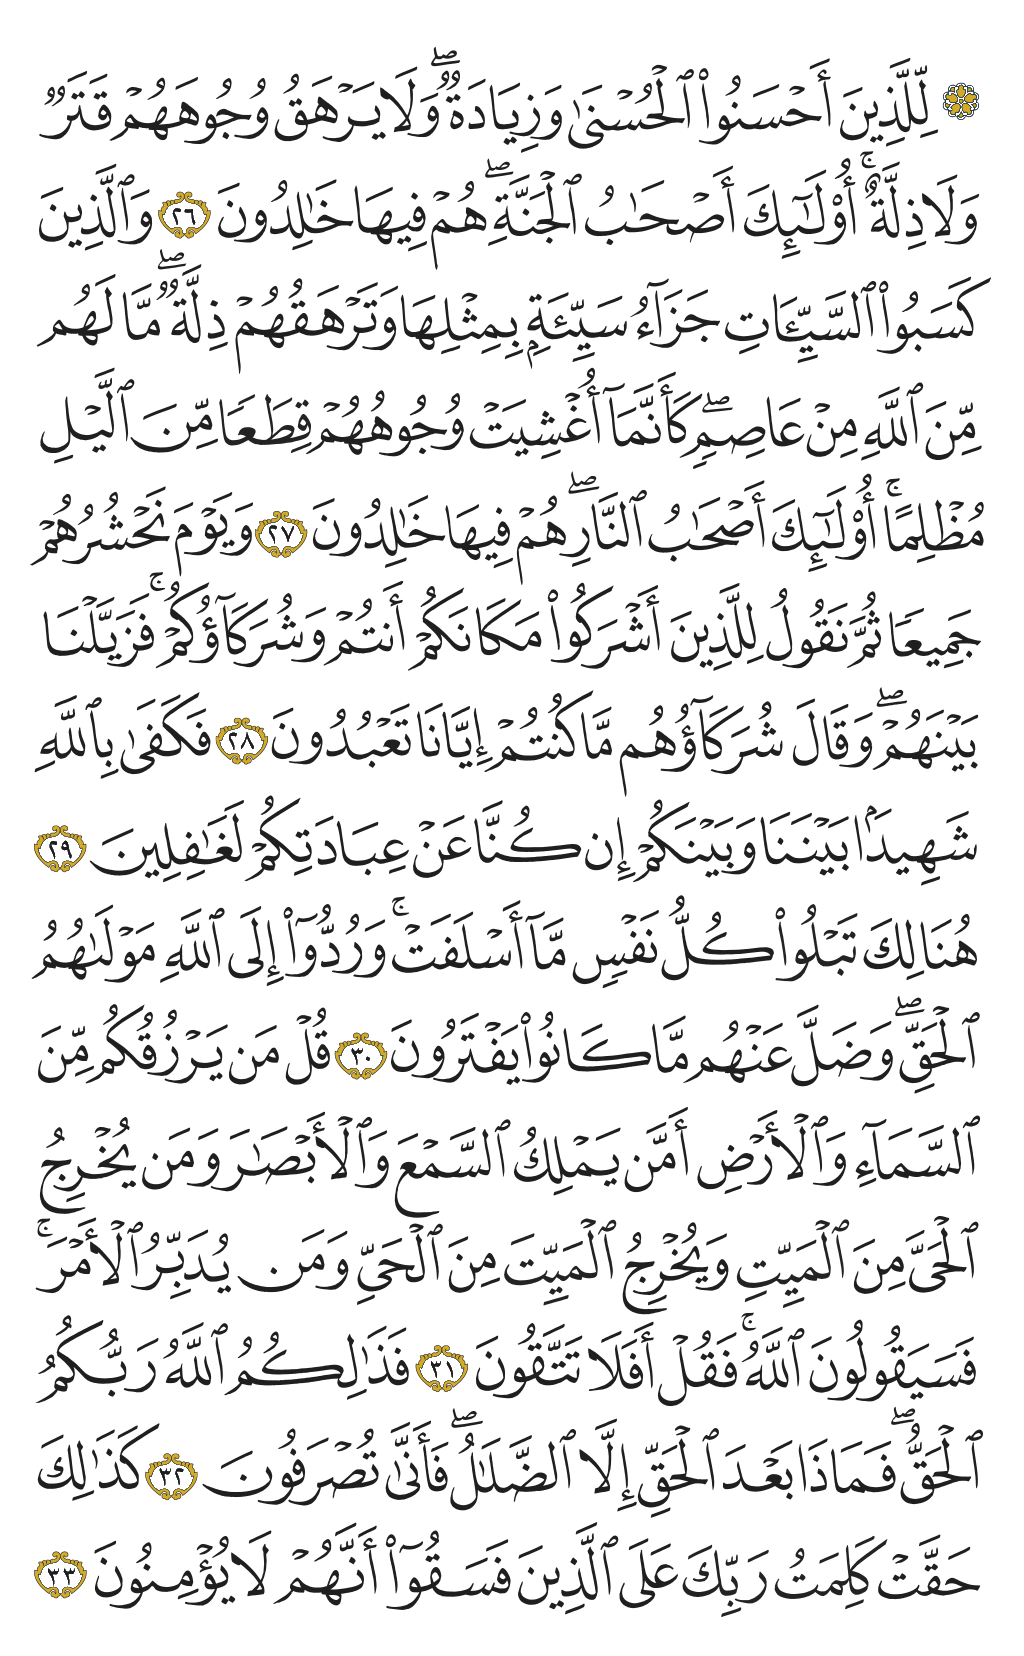 ۞ لِّلَّذِينَ أَحۡسَنُواْ ٱلۡحُسۡنَىٰ وَزِيَادَةٞۖ وَلَا يَرۡهَقُ وُجُوهَهُمۡ قَتَرٞ
وَلَا ذِلَّةٌۚ أُوْلَـٰٓئِكَ أَصۡحَٰبُ ٱلۡجَنَّةِۖ هُمۡ فِيهَا خَٰلِدُونَ ٢٦ وَٱلَّذِينَ
كَسَبُواْ ٱلسَّيِّـَٔاتِ جَزَآءُ سَيِّئَةِۭ بِمِثۡلِهَا وَتَرۡهَقُهُمۡ ذِلَّةٞۖ مَّا لَهُم
مِّنَ ٱللَّهِ مِنۡ عَاصِمٖۖ كَأَنَّمَآ أُغۡشِيَتۡ وُجُوهُهُمۡ قِطَعٗا مِّنَ ٱلَّيۡلِ
مُظۡلِمًاۚ أُوْلَـٰٓئِكَ أَصۡحَٰبُ ٱلنَّارِۖ هُمۡ فِيهَا خَٰلِدُونَ ٢٧ وَيَوۡمَ نَحۡشُرُهُمۡ
جَمِيعٗا ثُمَّ نَقُولُ لِلَّذِينَ أَشۡرَكُواْ مَكَانَكُمۡ أَنتُمۡ وَشُرَكَآؤُكُمۡۚ فَزَيَّلۡنَا
بَيۡنَهُمۡۖ وَقَالَ شُرَكَآؤُهُم مَّا كُنتُمۡ إِيَّانَا تَعۡبُدُونَ ٢٨ فَكَفَىٰ بِٱللَّهِ
شَهِيدَۢا بَيۡنَنَا وَبَيۡنَكُمۡ إِن كُنَّا عَنۡ عِبَادَتِكُمۡ لَغَٰفِلِينَ ٢٩
هُنَالِكَ تَبۡلُواْ كُلُّ نَفۡسٖ مَّآ أَسۡلَفَتۡۚ وَرُدُّوٓاْ إِلَى ٱللَّهِ مَوۡلَىٰهُمُ
ٱلۡحَقِّۖ وَضَلَّ عَنۡهُم مَّا كَانُواْ يَفۡتَرُونَ ٣٠ قُلۡ مَن يَرۡزُقُكُم مِّنَ
ٱلسَّمَآءِ وَٱلۡأَرۡضِ أَمَّن يَمۡلِكُ ٱلسَّمۡعَ وَٱلۡأَبۡصَٰرَ وَمَن يُخۡرِجُ
ٱلۡحَيَّ مِنَ ٱلۡمَيِّتِ وَيُخۡرِجُ ٱلۡمَيِّتَ مِنَ ٱلۡحَيِّ وَمَن يُدَبِّرُ ٱلۡأَمۡرَۚ
فَسَيَقُولُونَ ٱللَّهُۚ فَقُلۡ أَفَلَا تَتَّقُونَ ٣١ فَذَٰلِكُمُ ٱللَّهُ رَبُّكُمُ
ٱلۡحَقُّۖ فَمَاذَا بَعۡدَ ٱلۡحَقِّ إِلَّا ٱلضَّلَٰلُۖ فَأَنَّىٰ تُصۡرَفُونَ ٣٢ كَذَٰلِكَ
حَقَّتۡ كَلِمَتُ رَبِّكَ عَلَى ٱلَّذِينَ فَسَقُوٓاْ أَنَّهُمۡ لَا يُؤۡمِنُونَ ٣٣